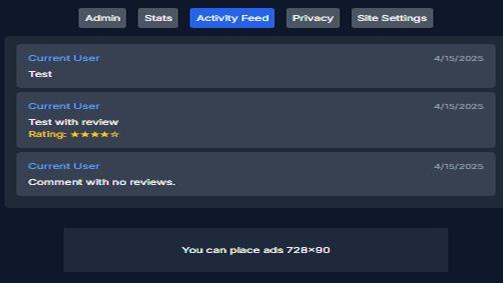 Admin Stats Activity Feed Privacy Site Settings
Current User 4/15/2025
Test
Current User 4/15/2025
Test with review
Rating: ★★★★☆
Current User 4/15/2025
Comment with no reviews.
You can place ads 728×90